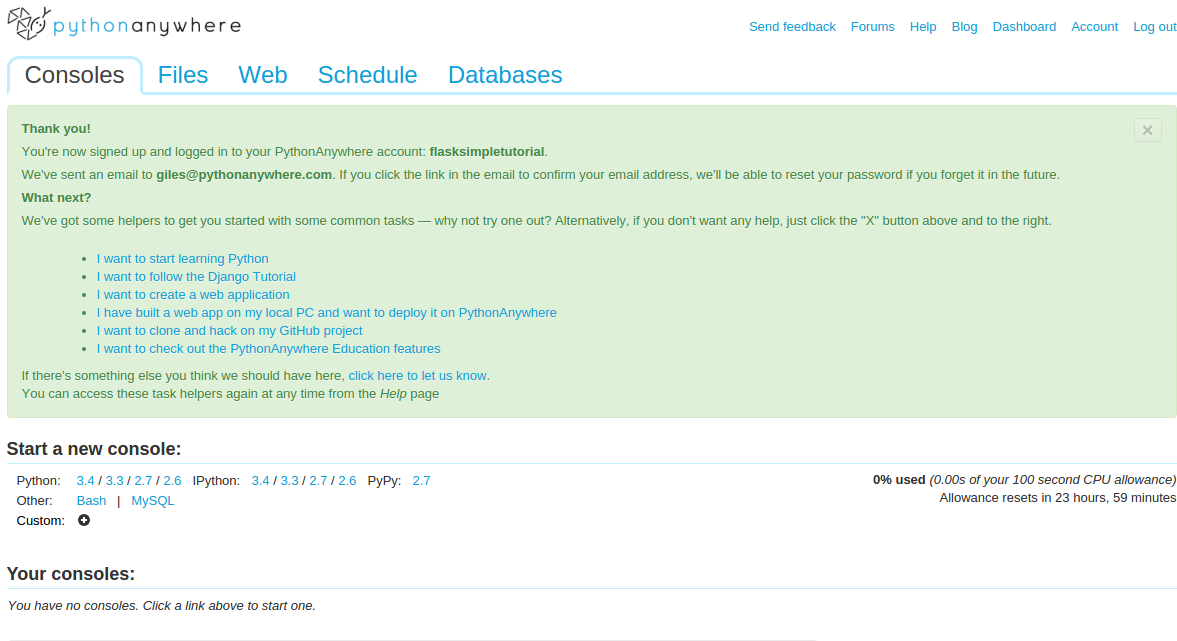 pythonanywhere
Send feedback Forums Help Blog Dashboard Account Log out
Consoles Files Web Schedule Databases
Thank you!
You're now signed up and logged in to your PythonAnywhere account: flasksimpletutorial.
We've sent an email to giles@pythonanywhere.com. If you click the link in the email to confirm your email address, we'll be able to reset your password if you forget it in the future.
What next?
We've got some helpers to get you started with some common tasks — why not try one out? Alternatively, if you don't want any help, just click the "X" button above and to the right.
• I want to start learning Python
• I want to follow the Django Tutorial
• I want to create a web application
• I have built a web app on my local PC and want to deploy it on PythonAnywhere
• I want to clone and hack on my GitHub project
• I want to check out the PythonAnywhere Education features
If there's something else you think we should have here, click here to let us know.
You can access these task helpers again at any time from the Help page
Start a new console:
Python: 3.4 / 3.3 / 2.7 / 2.6 IPython: 3.4 / 3.3 / 2.7 / 2.6 PyPy: 2.7
Other: Bash | MySQL
Custom:
0% used (0.00s of your 100 second CPU allowance)
Allowance resets in 23 hours, 59 minutes
Your consoles:
You have no consoles. Click a link above to start one.